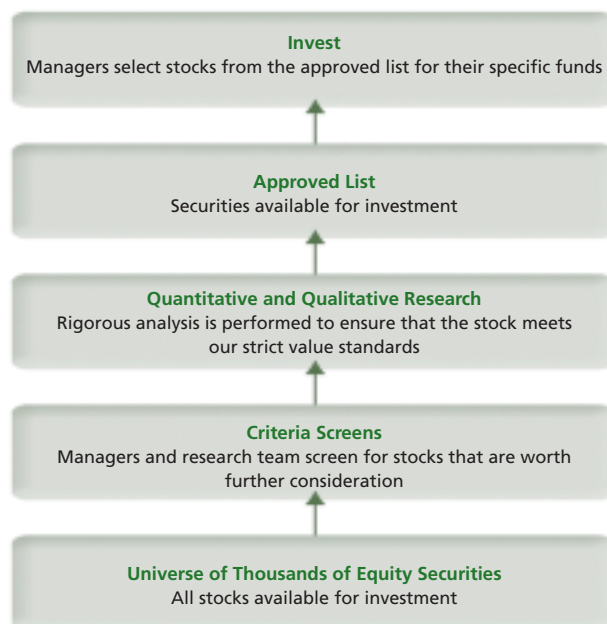 Invest
Managers select stocks from the approved list for their specific funds
Approved List
Securities available for investment
Quantitative and Qualitative Research
Rigorous analysis is performed to ensure that the stock meets
our strict value standards
Criteria Screens
Managers and research team screen for stocks that are worth
further consideration
Universe of Thousands of Equity Securities
All stocks available for investment